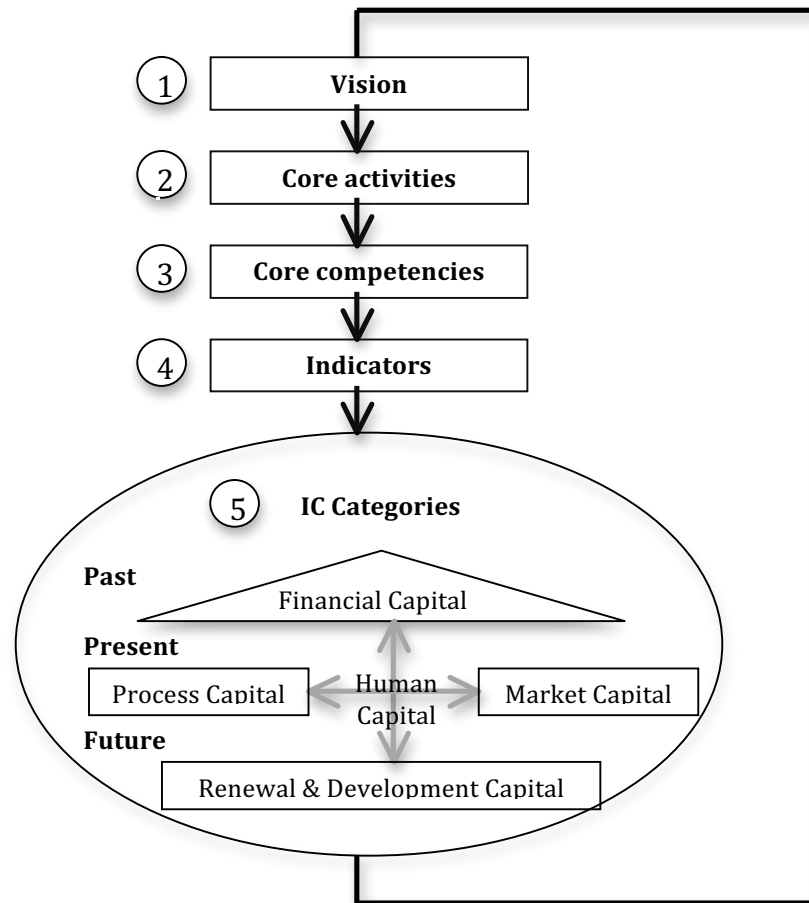 1
Vision
2
Core activities
3
Core competencies
4
Indicators
5
IC Categories
Past
Financial Capital
Present
Process Capital
Human
Capital
Market Capital
Future
Renewal & Development Capital